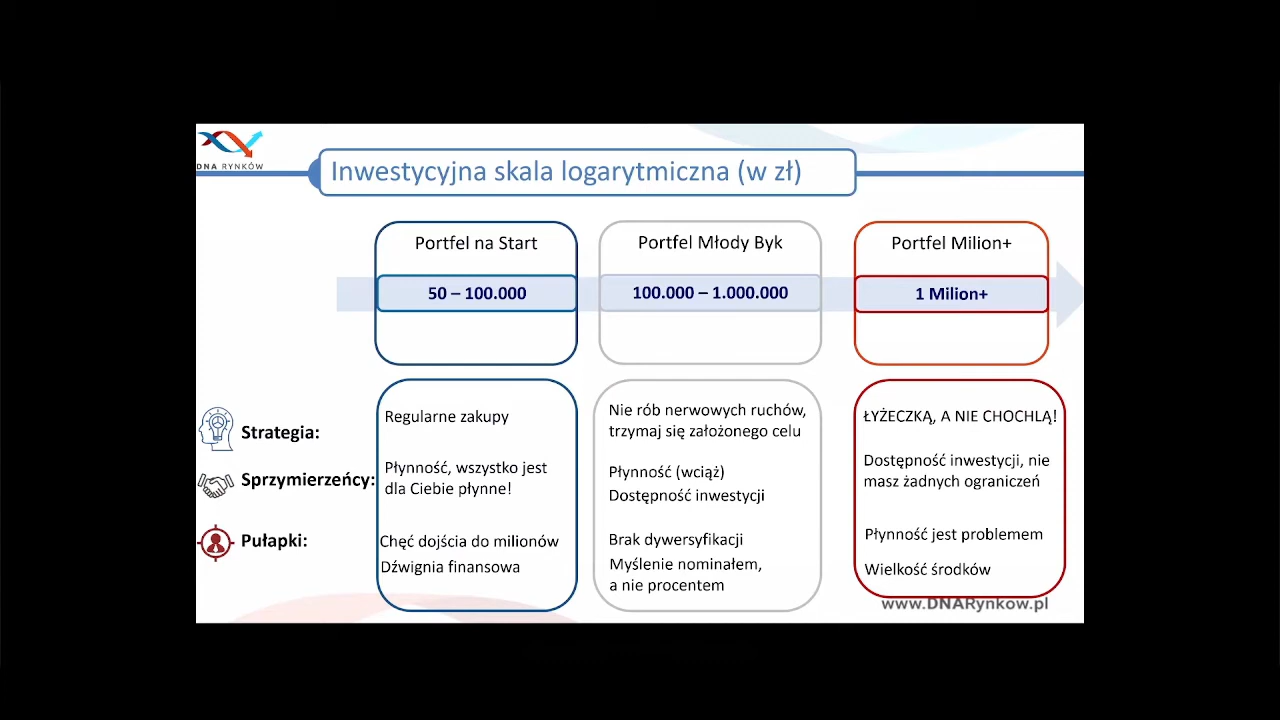 DNA RYNKÓW
Inwestycyjna skala logarytmiczna (w zł)
Portfel na Start
50 – 100.000
Portfel Młody Byk
100.000 – 1.000.000
Portfel Milion+
1 Milion+
Strategia:
Regularne zakupy
Nie rób nerwowych ruchów,
trzymaj się założonego celu
ŁYŻECZKĄ, A NIE CHOCHLĄ!
Sprzymierzeńcy:
Płynność, wszystko jest
dla Ciebie płynne!
Płynność (wciąż)
Dostępność inwestycji
Dostępność inwestycji, nie
masz żadnych ograniczeń
Pułapki:
Chęć dojścia do milionów
Dźwignia finansowa
Brak dywersyfikacji
Myślenie nominałem,
a nie procentem
Płynność jest problemem
Wielkość środków
www.DNARynkow.pl